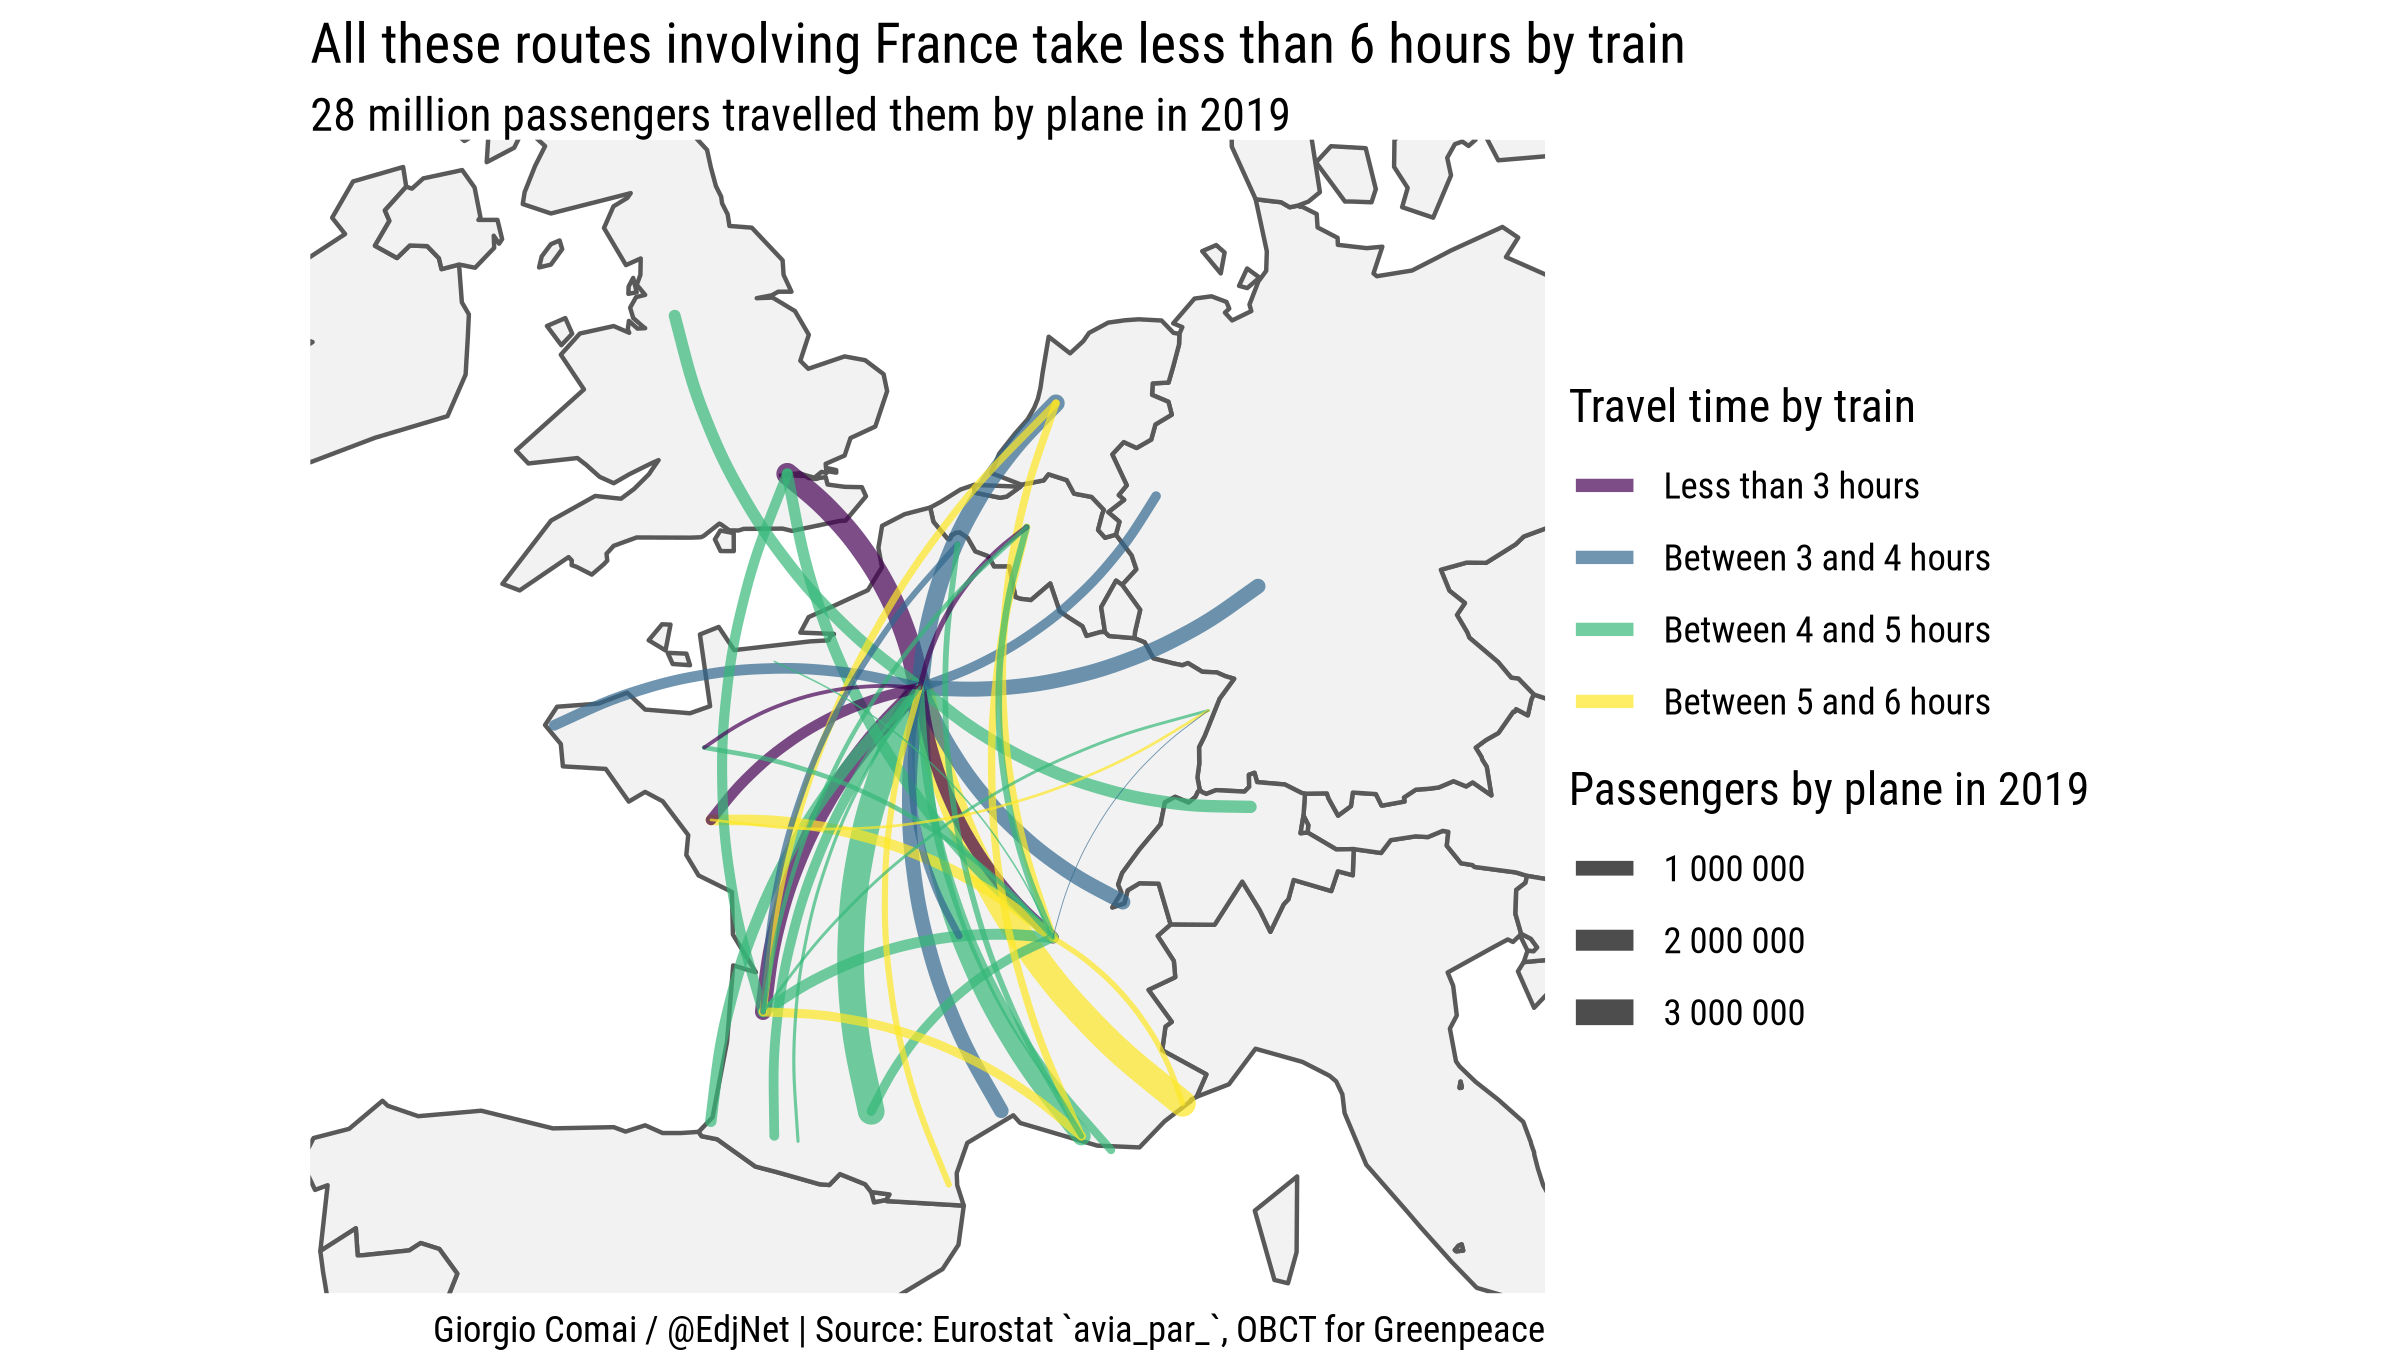 All these routes involving France take less than 6 hours by train
28 million passengers travelled them by plane in 2019
Travel time by train
Less than 3 hours
Between 3 and 4 hours
Between 4 and 5 hours
Between 5 and 6 hours
Passengers by plane in 2019
1 000 000
2 000 000
3 000 000
Giorgio Comai / @EdjNet | Source: Eurostat `avia_par_`, OBCT for Greenpeace